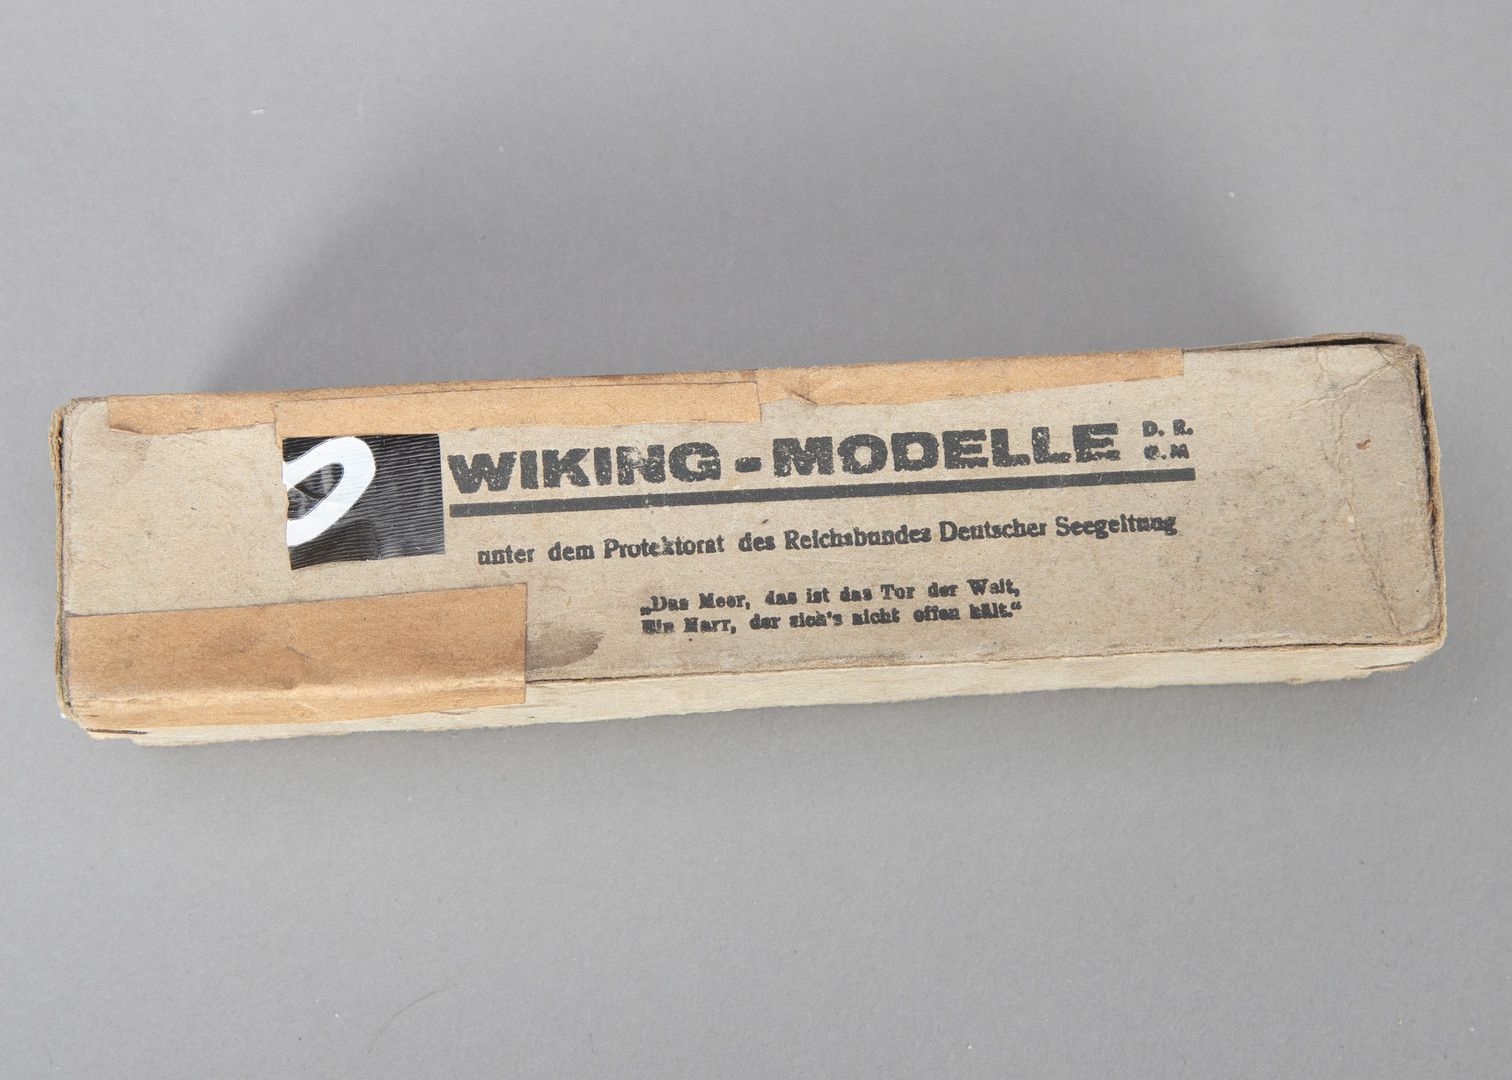 WIKING - MODELLE D. R.
G. M
unter dem Protektorat des Reichsbundes Deutscher Seegeltung
„Das Meer, das ist das Tor der Welt,
Ein Narr, der sich's nicht offen hält.“